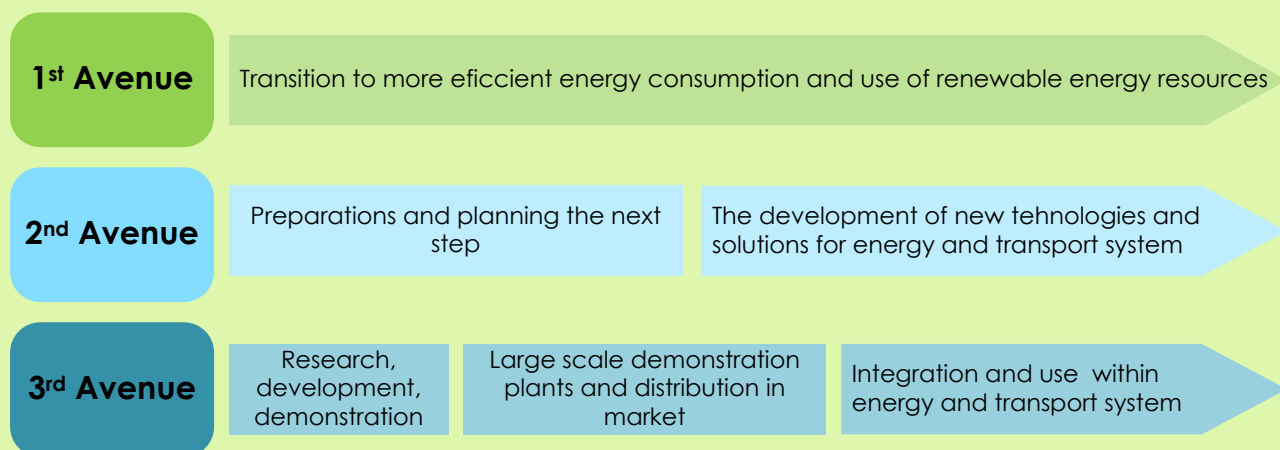 1st Avenue
Transition to more eficcient energy consumption and use of renewable energy resources
2nd Avenue
Preparations and planning the next
step
The development of new tehnologies and
solutions for energy and transport system
3rd Avenue
Research,
development,
demonstration
Large scale demonstration
plants and distribution in
market
Integration and use  within
energy and transport system